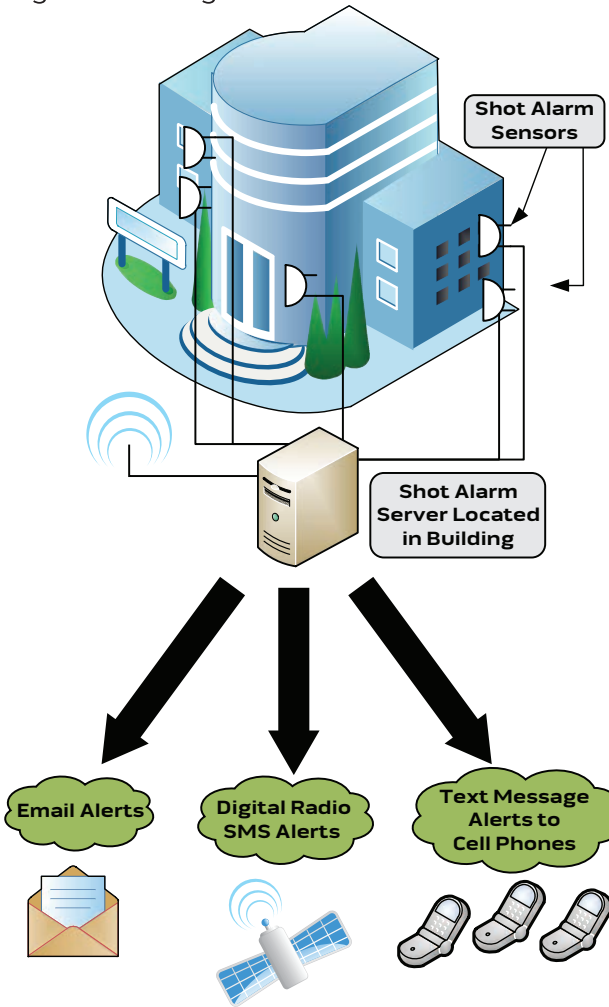 Shot Alarm
Sensors
Shot Alarm
Server Located
in Building
Email Alerts
Digital Radio
SMS Alerts
Text Message
Alerts to
Cell Phones